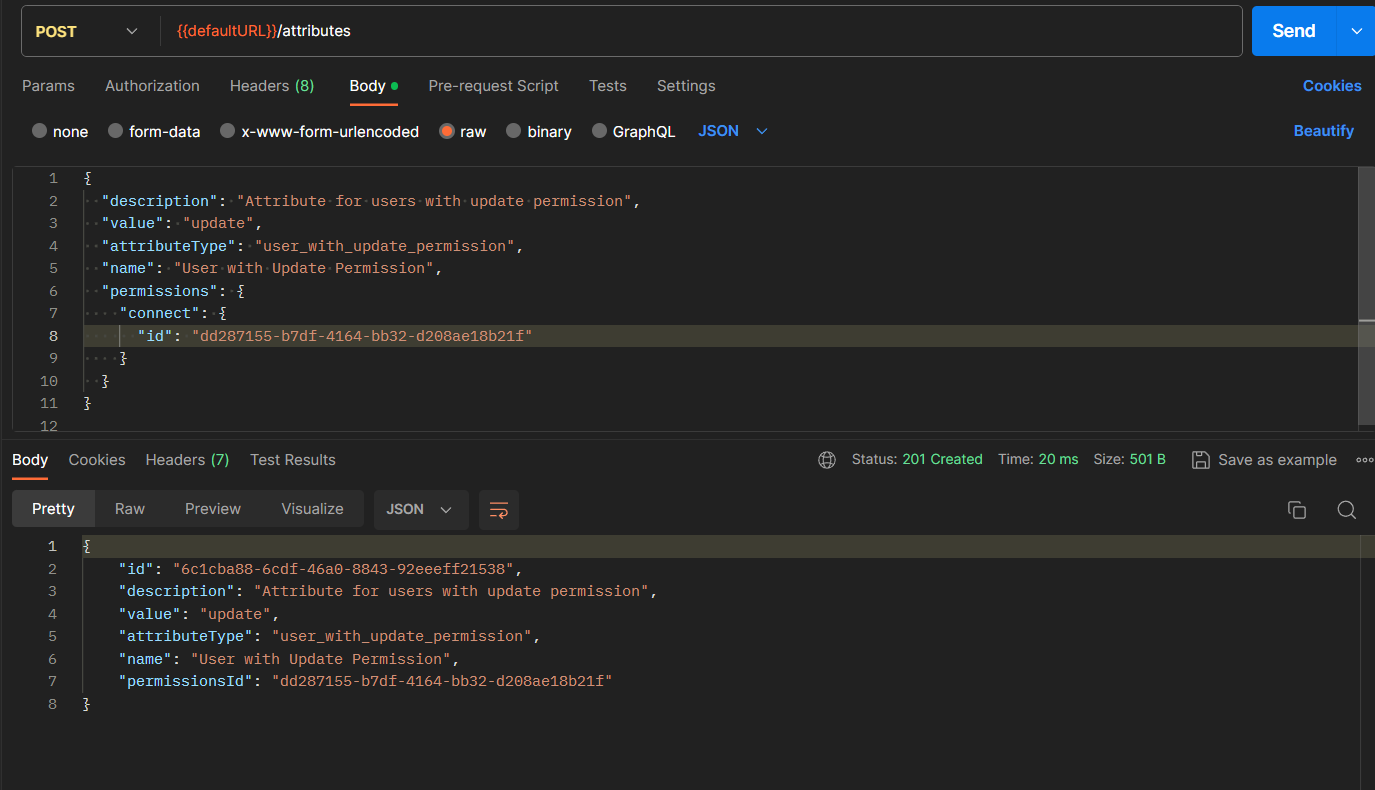 POST {{defaultURL}}/attributes Send
Params Authorization Headers (8) Body Pre-request Script Tests Settings Cookies
none form-data x-www-form-urlencoded raw binary GraphQL JSON Beautify
1 {
2 "description": "Attribute for users with update permission",
3 "value": "update",
4 "attributeType": "user_with_update_permission",
5 "name": "User with Update Permission",
6 "permissions": {
7 "connect": {
8 "id": "dd287155-b7df-4164-bb32-d208ae18b21f"
9 }
10 }
11 }
12
Body Cookies Headers (7) Test Results Status: 201 Created Time: 20 ms Size: 501 B Save as example
Pretty Raw Preview Visualize JSON
1 {
2 "id": "6c1cba88-6cdf-46a0-8843-92eeeff21538",
3 "description": "Attribute for users with update permission",
4 "value": "update",
5 "attributeType": "user_with_update_permission",
6 "name": "User with Update Permission",
7 "permissionsId": "dd287155-b7df-4164-bb32-d208ae18b21f"
8 }